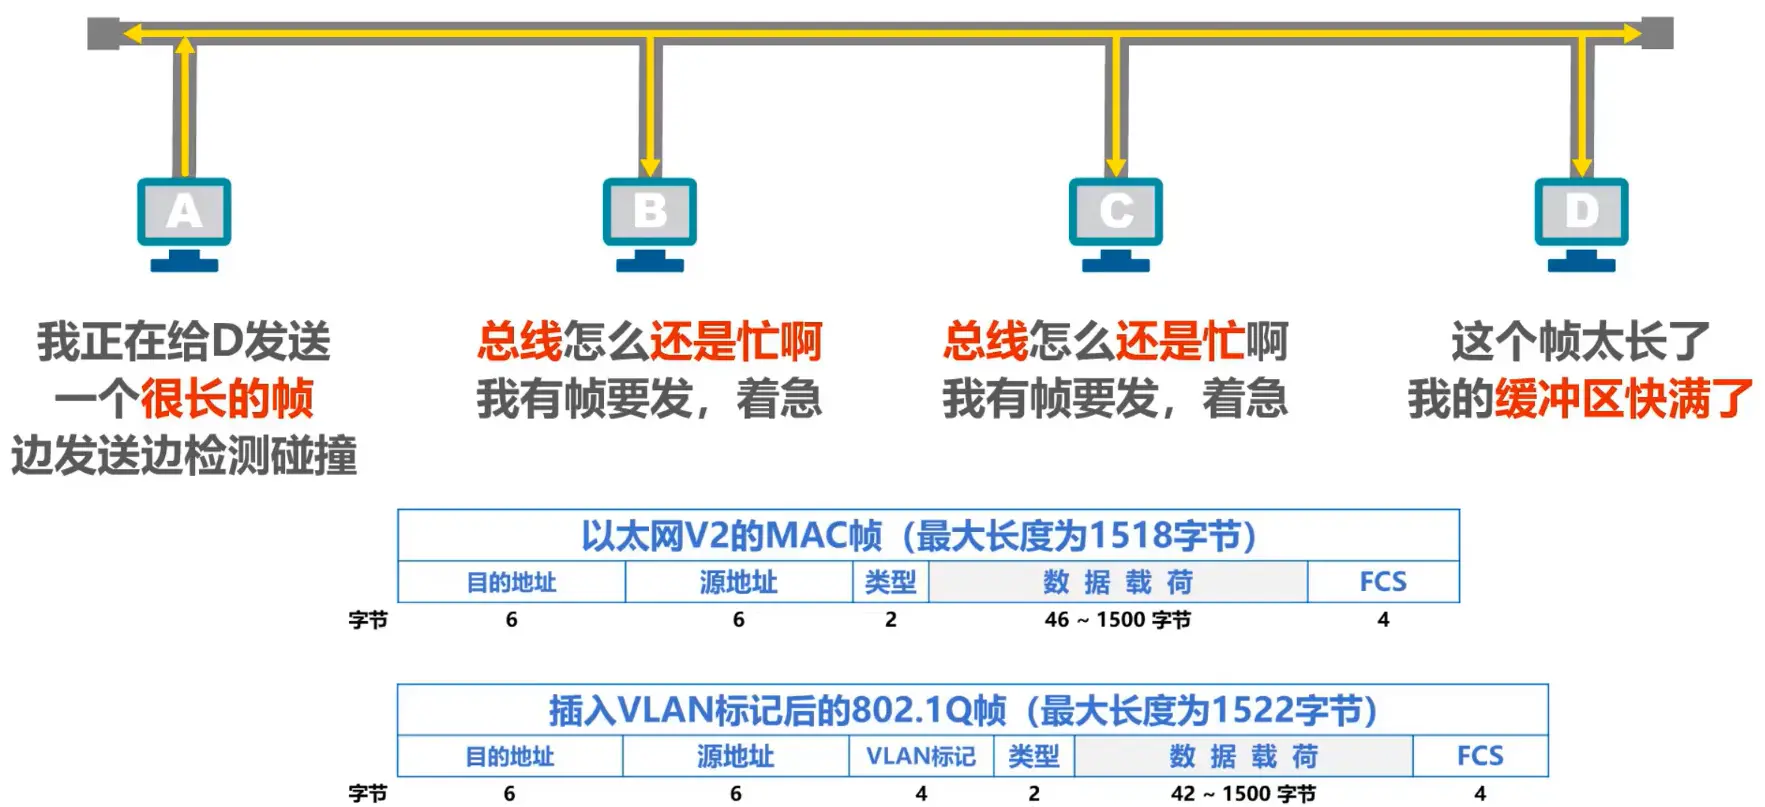 A
B
C
D
我正在给D发送
一个很长的帧
边发送边检测碰撞
总线怎么还是忙啊
我有帧要发，着急
总线怎么还是忙啊
我有帧要发，着急
这个帧太长了
我的缓冲区快满了
以太网V2的MAC帧（最大长度为1518字节）
目的地址 源地址 类型 数 据 载 荷 FCS
字节 6 6 2 46 ~ 1500 字节 4
插入VLAN标记后的802.1Q帧（最大长度为1522字节）
目的地址 源地址 VLAN标记 类型 数 据 载 荷 FCS
字节 6 6 4 2 42 ~ 1500 字节 4